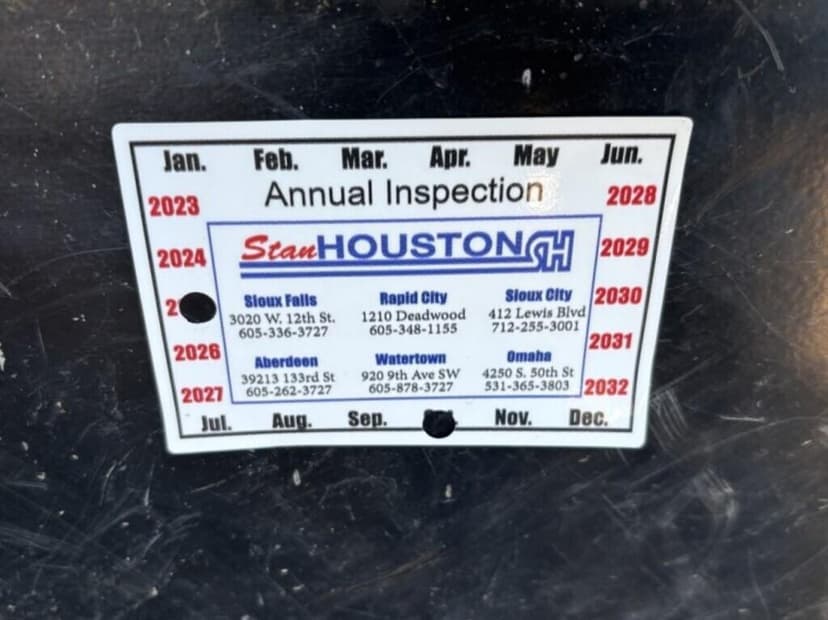 Jan. Feb. Mar. Apr. May Jun.
Annual Inspection
2023
2024
2026
2027
2028
2029
2030
2031
2032
Stan HOUSTON SH
Sioux Falls
3020 W. 12th St.
605-336-3727
Rapid City
1210 Deadwood
605-348-1155
Sioux City
412 Lewis Blvd
712-255-3001
Aberdeen
39213 133rd St
605-262-3727
Watertown
920 9th Ave SW
605-878-3727
Omaha
4250 S. 50th St
531-365-3803
Jul. Aug. Sep. Nov. Dec.